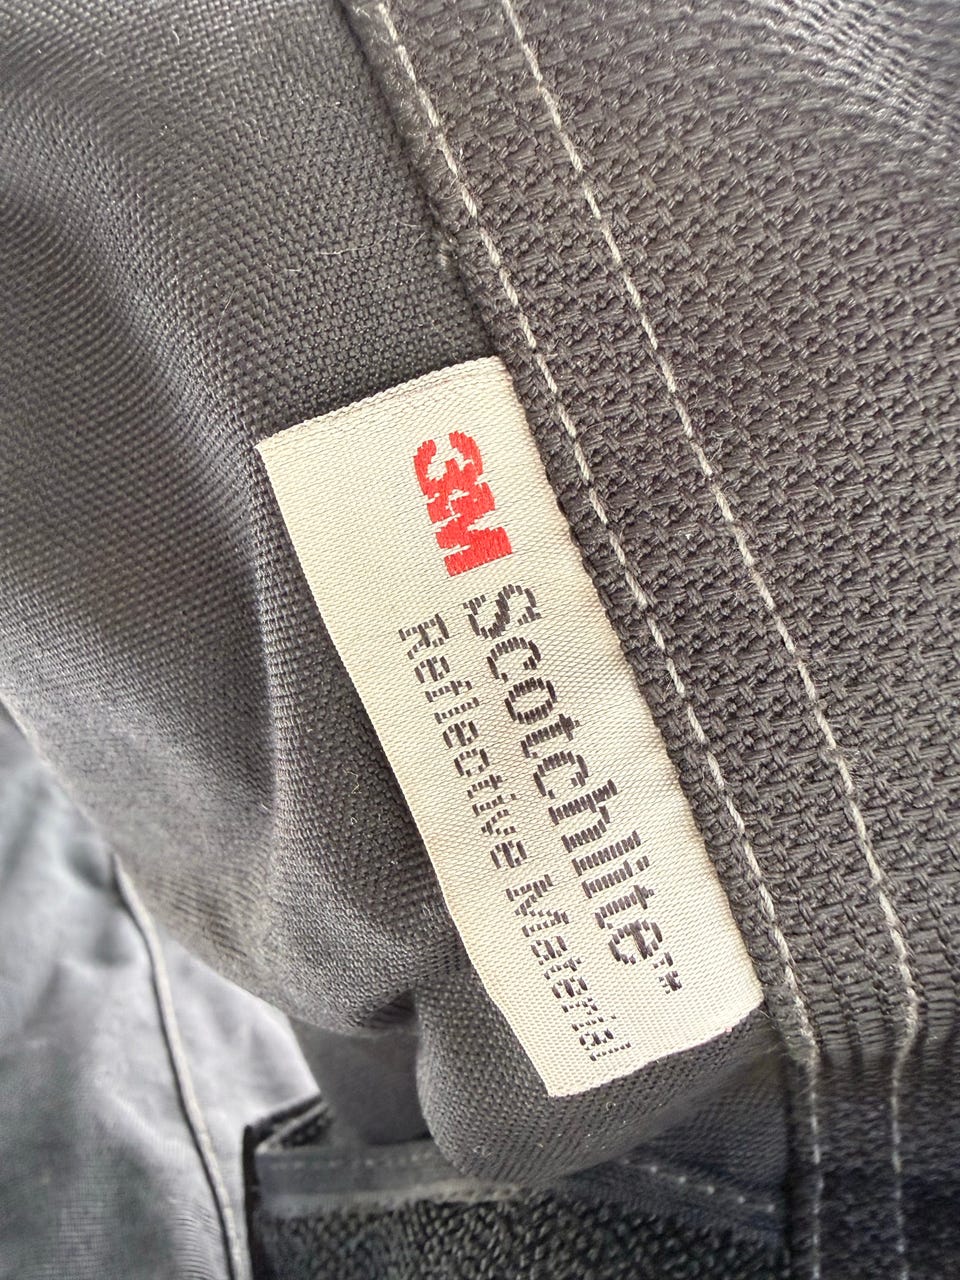 3M Scotchlite™
Reflective Material